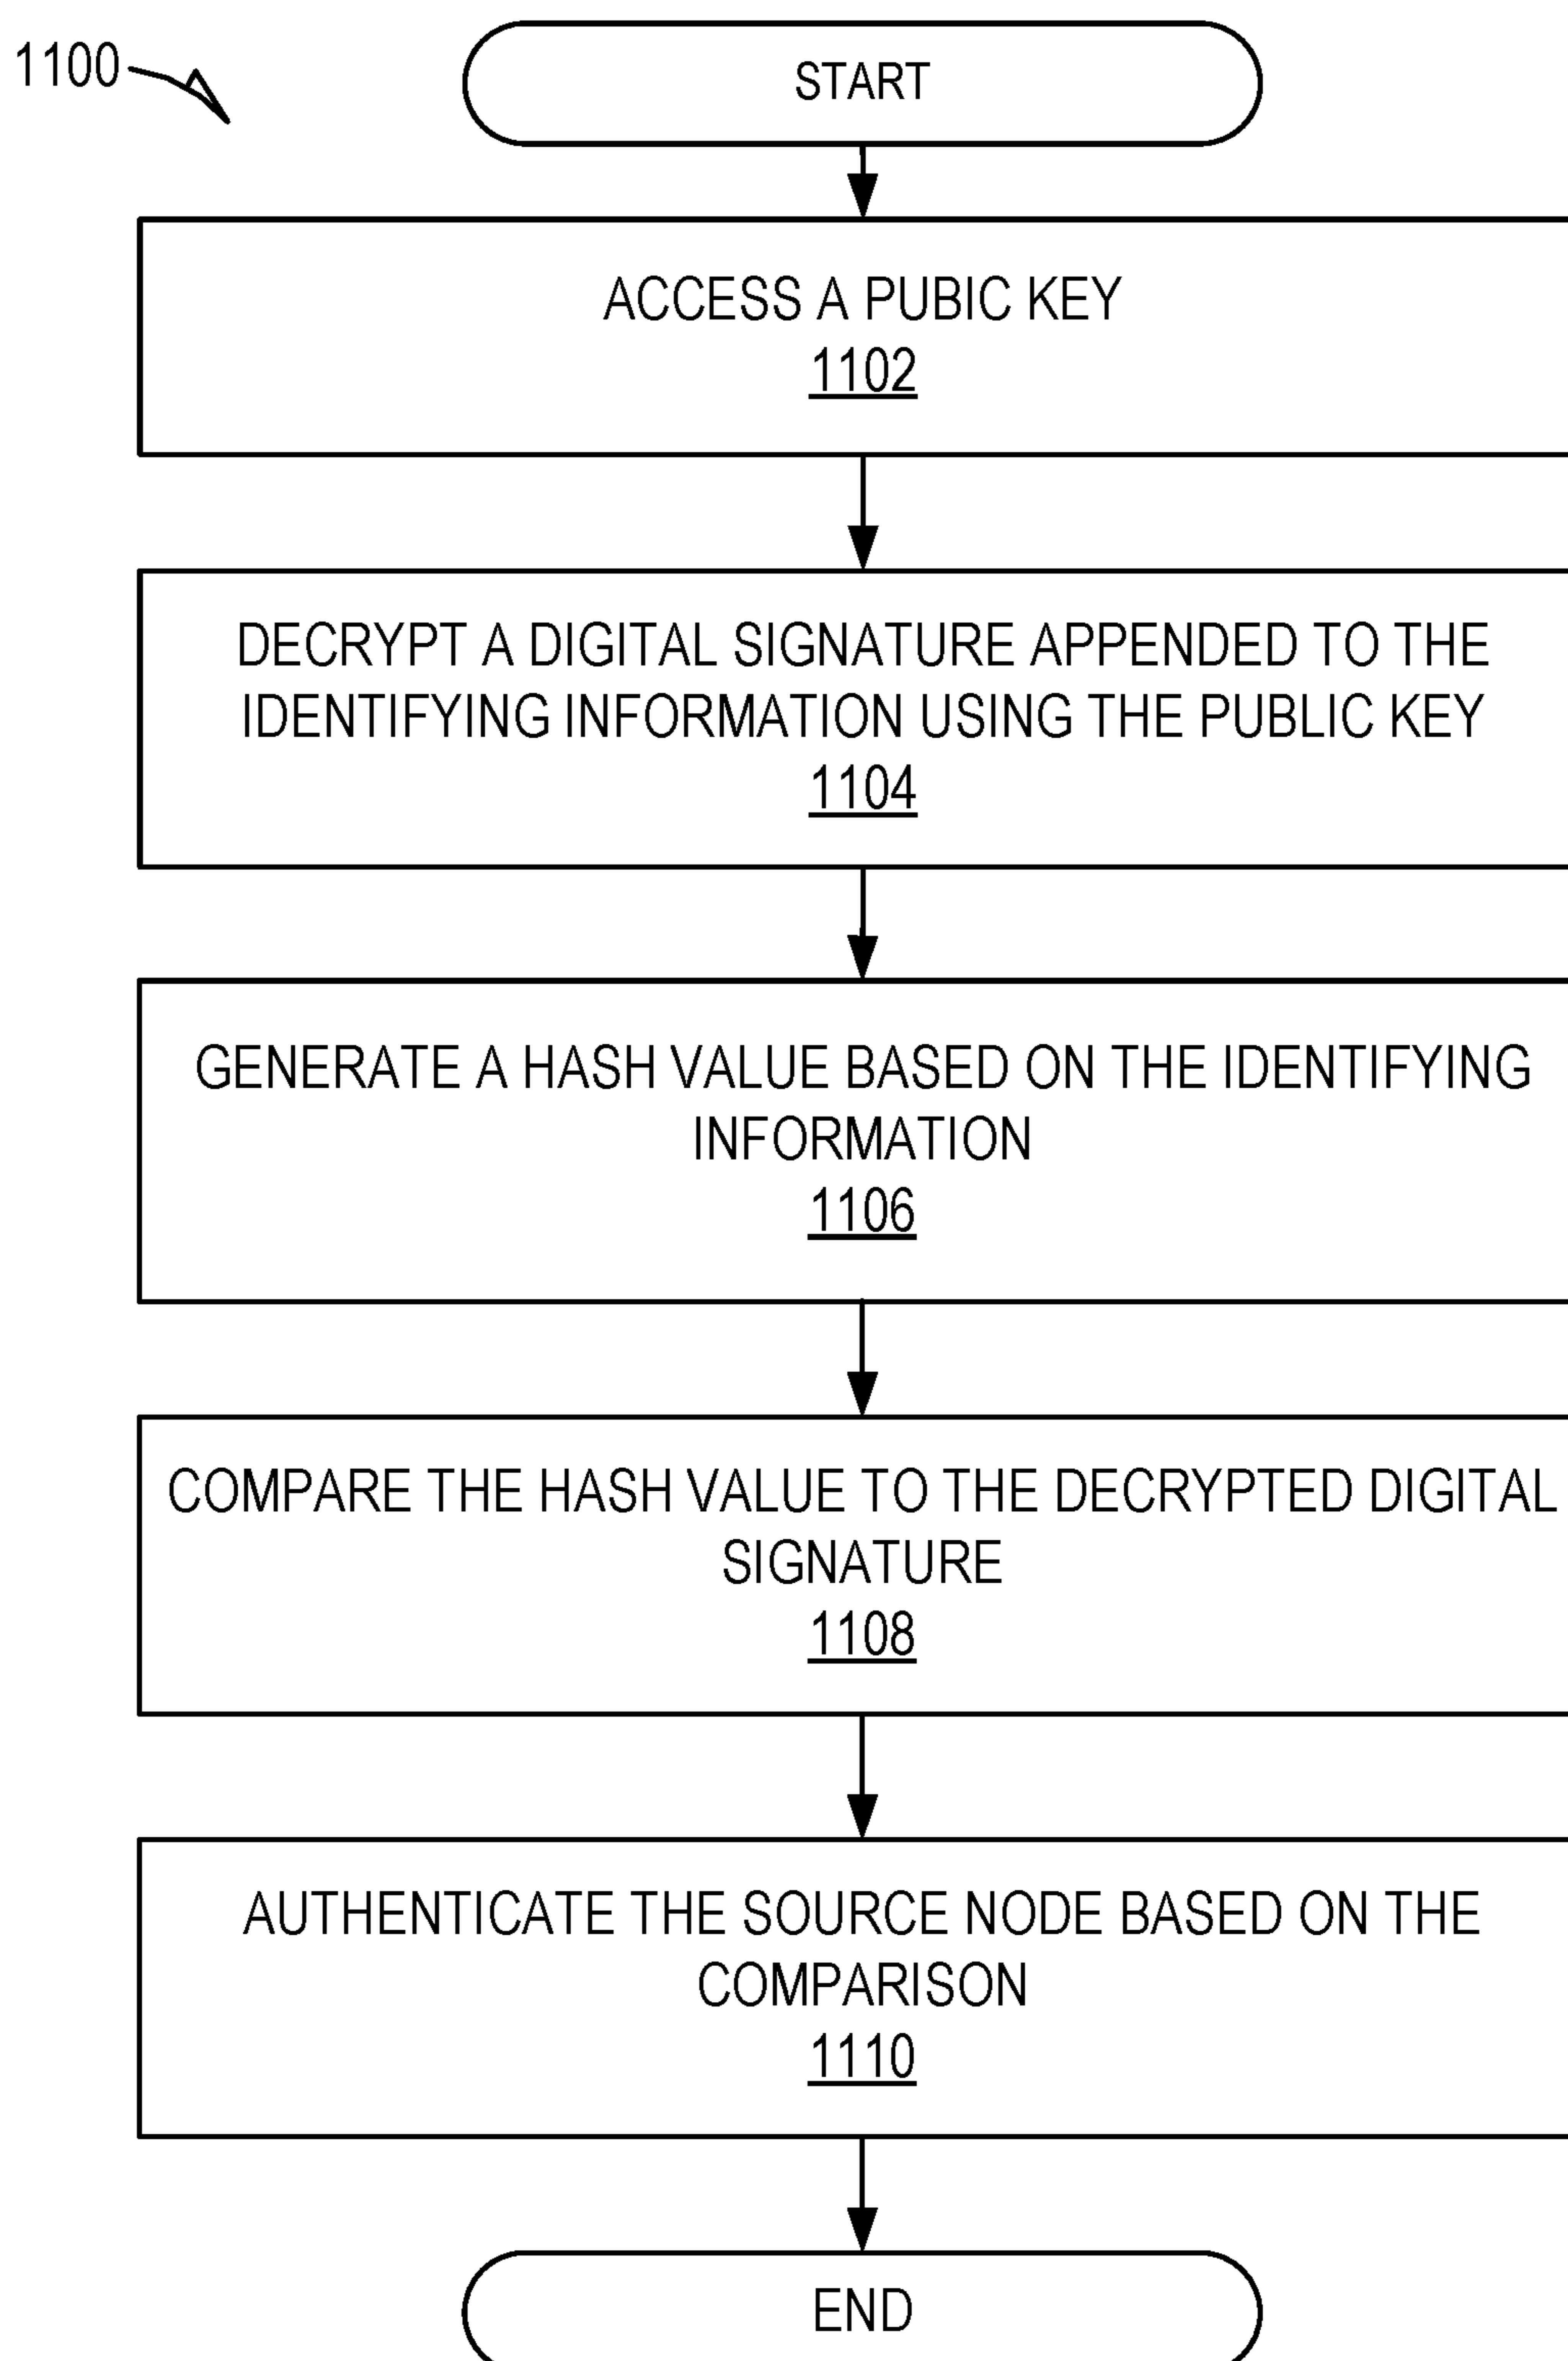 1100
START
ACCESS A PUBIC KEY
1102
DECRYPT A DIGITAL SIGNATURE APPENDED TO THE
IDENTIFYING INFORMATION USING THE PUBLIC KEY
1104
GENERATE A HASH VALUE BASED ON THE IDENTIFYING
INFORMATION
1106
COMPARE THE HASH VALUE TO THE DECRYPTED DIGITAL
SIGNATURE
1108
AUTHENTICATE THE SOURCE NODE BASED ON THE
COMPARISON
1110
END